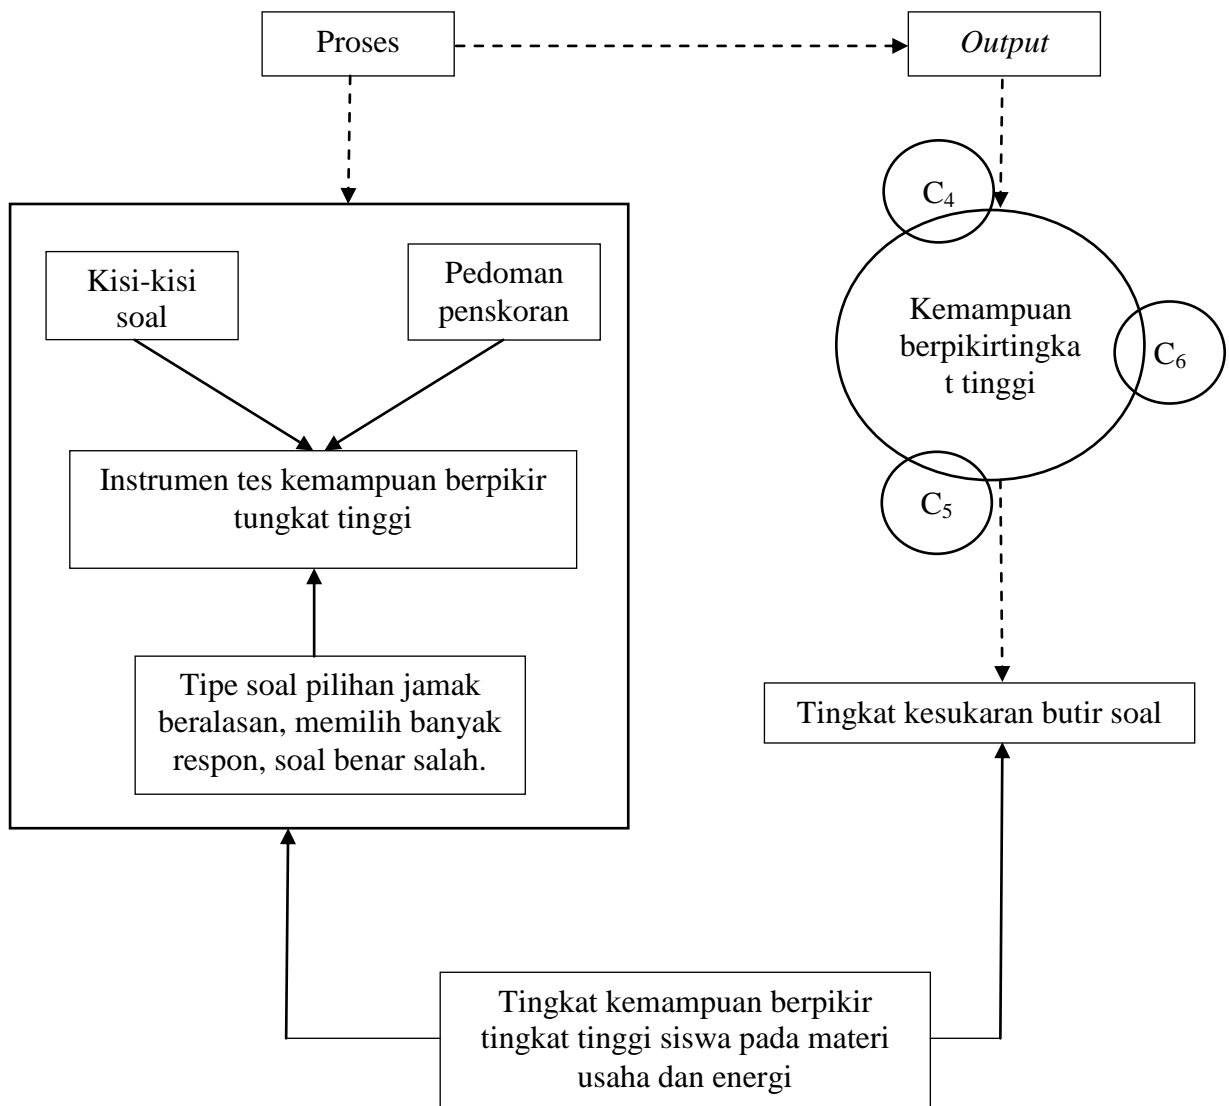 Proses
Output
Kisi-kisi
soal
Pedoman
penskoran
Instrumen tes kemampuan berpikir
tungkat tinggi
Tipe soal pilihan jamak
beralasan, memilih banyak
respon, soal benar salah.
C₄
Kemampuan
berpikirtingka
t tinggi
C₆
C₅
Tingkat kesukaran butir soal
Tingkat kemampuan berpikir
tingkat tinggi siswa pada materi
usaha dan energi